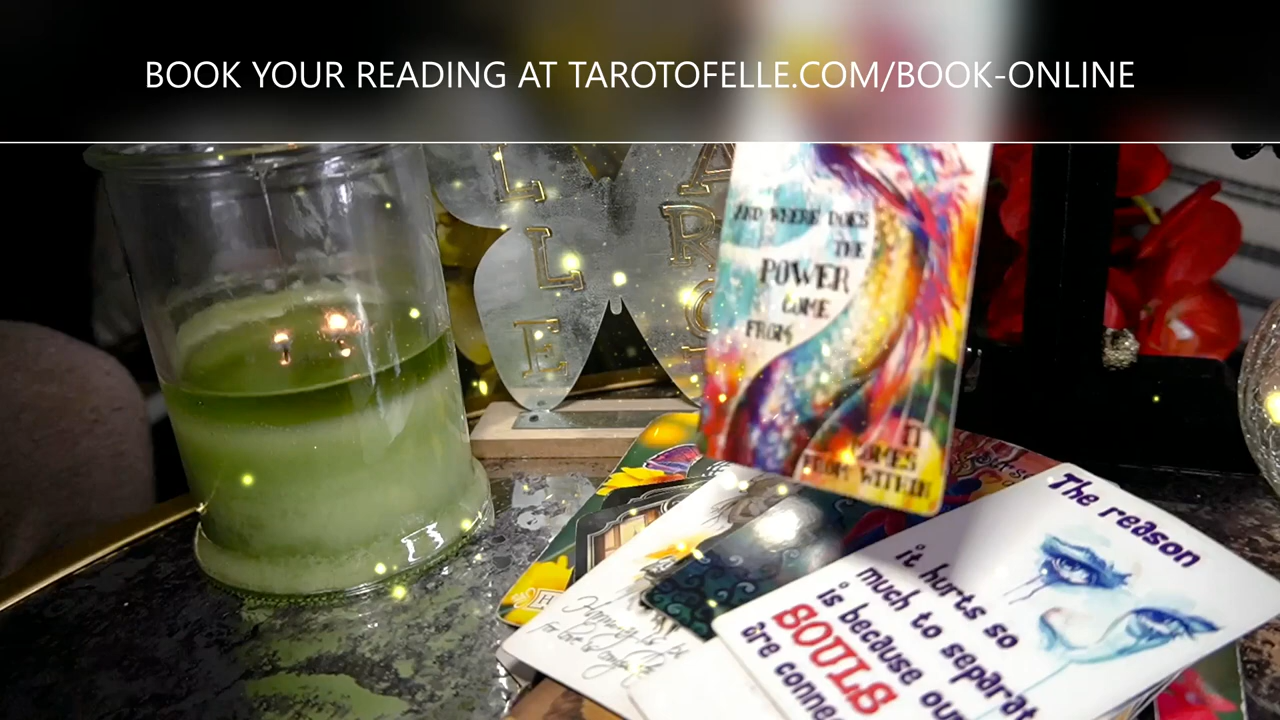 BOOK YOUR READING AT TAROTOFELLE.COM/BOOK-ONLINE
L
L
E
A
R
O
T
AND WHERE DOES
THE
POWER
COME
FROM
IT
COMES
FROM WITHIN
The reason
it hurts so
much to separat
is because our
SOULS
are conne